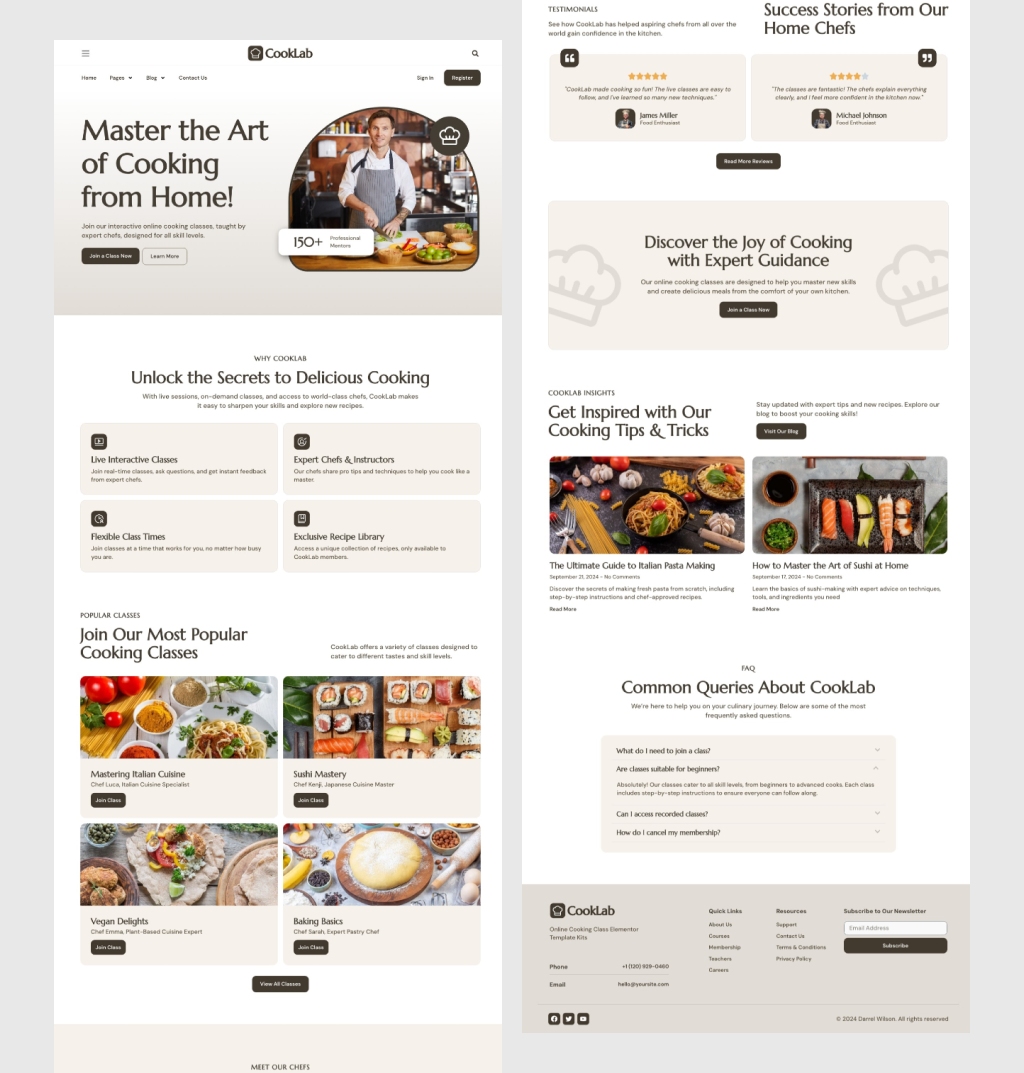 CookLab
Home
Pages
Blog
Contact Us
Sign In
Register
Master the Art
of Cooking
from Home!
Join our interactive online cooking classes, taught by
expert chefs, designed for all skill levels.
Join a Class Now
Learn More
150+
Professional
Mentors
WHY COOKLAB
Unlock the Secrets to Delicious Cooking
With live sessions, on-demand classes, and access to world-class chefs, CookLab makes
it easy to sharpen your skills and explore new recipes.
Live Interactive Classes
Join real-time classes, ask questions, and get instant feedback
from expert chefs.
Expert Chefs & Instructors
Our chefs share pro tips and techniques to help you cook like a
master.
Flexible Class Times
Join classes at a time that works for you, no matter how busy
you are.
Exclusive Recipe Library
Access a unique collection of recipes, only available to
CookLab members.
POPULAR CLASSES
Join Our Most Popular
Cooking Classes
CookLab offers a variety of classes designed to
cater to different tastes and skill levels.
Mastering Italian Cuisine
Chef Luca, Italian Cuisine Specialist
Join Class
Sushi Mastery
Chef Kenji, Japanese Cuisine Master
Join Class
Vegan Delights
Chef Emma, Plant-Based Cuisine Expert
Join Class
Baking Basics
Chef Sarah, Expert Pastry Chef
Join Class
View All Classes
MEET OUR CHEFS
TESTIMONIALS
See how CookLab has helped aspiring chefs from all over the
world gain confidence in the kitchen.
Success Stories from Our
Home Chefs
"CookLab made cooking so fun! The live classes are easy to
follow, and I've learned so many new techniques."
James Miller
Food Enthusiast
"The classes are fantastic! The chefs explain everything
clearly, and I feel more confident in the kitchen now."
Michael Johnson
Food Enthusiast
Read More Reviews
Discover the Joy of Cooking
with Expert Guidance
Our online cooking classes are designed to help you master new skills
and create delicious meals from the comfort of your own kitchen.
Join a Class Now
COOKLAB INSIGHTS
Get Inspired with Our
Cooking Tips & Tricks
Stay updated with expert tips and new recipes. Explore our
blog to boost your cooking skills!
Visit Our Blog
The Ultimate Guide to Italian Pasta Making
September 21, 2024 • No Comments
Discover the secrets of making fresh pasta from scratch, including
step-by-step instructions and chef-approved recipes.
Read More
How to Master the Art of Sushi at Home
September 17, 2024 • No Comments
Learn the basics of sushi-making with expert advice on techniques,
tools, and ingredients you need
Read More
FAQ
Common Queries About CookLab
We're here to help you on your culinary journey. Below are some of the most
frequently asked questions.
What do I need to join a class?
Are classes suitable for beginners?
Absolutely! Our classes cater to all skill levels, from beginners to advanced cooks. Each class
includes step-by-step instructions to ensure everyone can follow along.
Can I access recorded classes?
How do I cancel my membership?
CookLab
Online Cooking Class Elementor
Template Kits
Phone
+1 (120) 929-0460
Email
hello@yoursite.com
Quick Links
About Us
Courses
Membership
Teachers
Careers
Resources
Support
Contact Us
Terms & Conditions
Privacy Policy
Subscribe to Our Newsletter
Email Address
Subscribe
© 2024 Darrel Wilson. All rights reserved